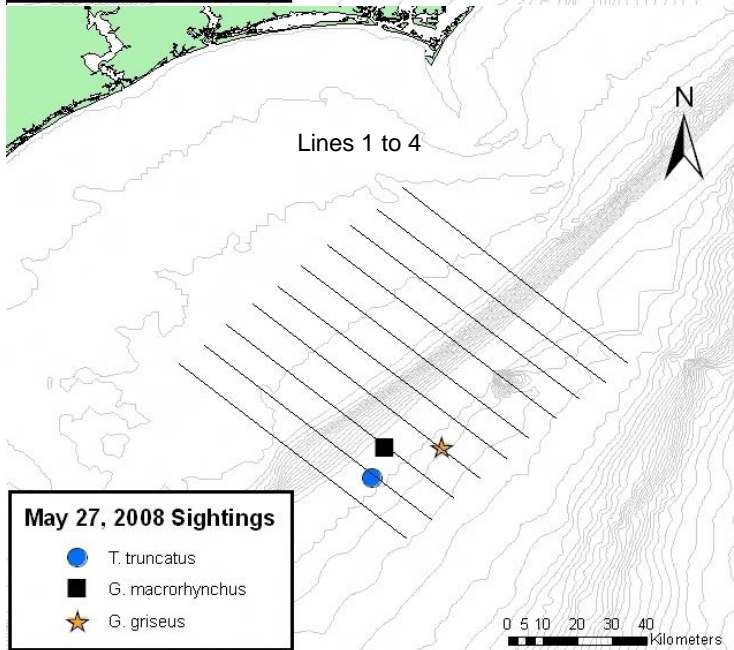 Lines 1 to 4
N
May 27, 2008 Sightings
T. truncatus
G. macrorhynchus
G. griseus
0 5 10 20 30 40
Kilometers